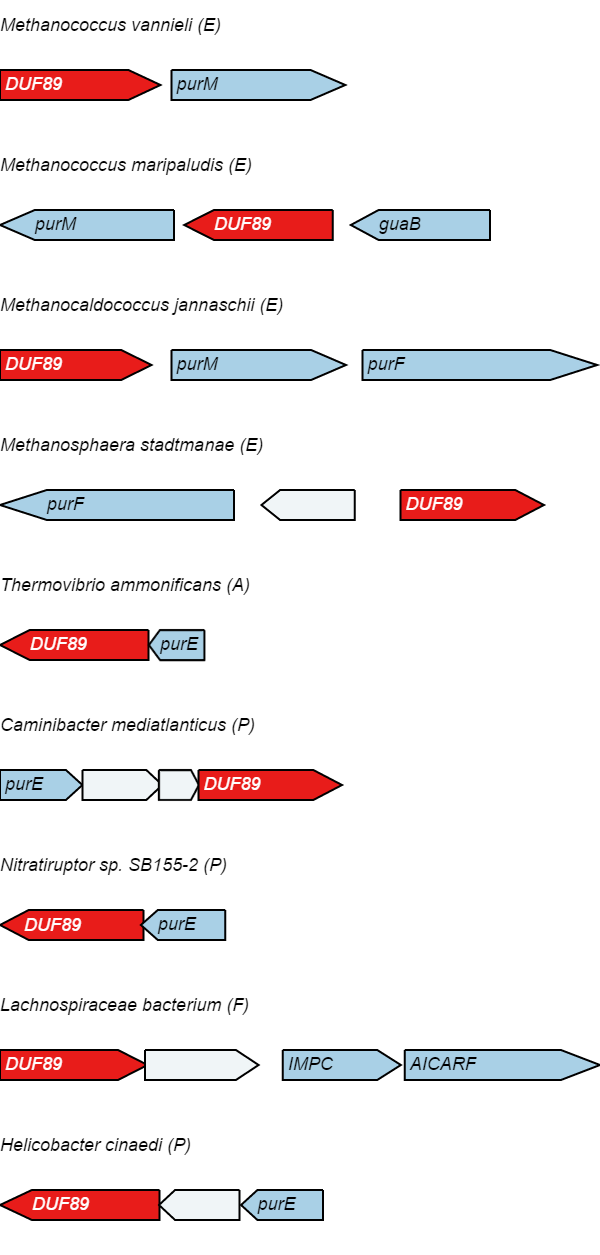 Methanococcus vannieli (E)
DUF89 purM
Methanococcus maripaludis (E)
purM DUF89 guaB
Methanocaldococcus jannaschii (E)
DUF89 purM purF
Methanosphaera stadtmanae (E)
purF DUF89
Thermovibrio ammonificans (A)
DUF89 purE
Caminibacter mediatlanticus (P)
purE DUF89
Nitratiruptor sp. SB155-2 (P)
DUF89 purE
Lachnospiraceae bacterium (F)
DUF89 IMPC AICARF
Helicobacter cinaedi (P)
DUF89 purE